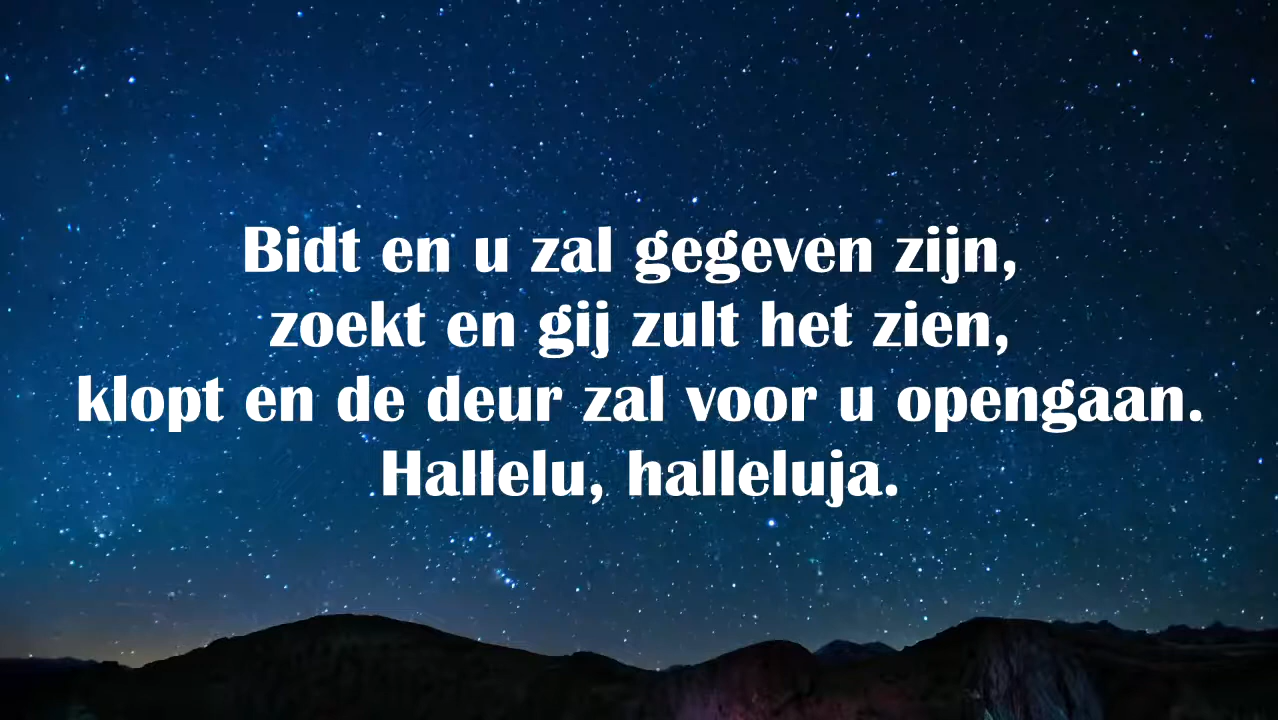 Bidt en u zal gegeven zijn,
zoekt en gij zult het zien,
klopt en de deur zal voor u opengaan.
Hallelu, halleluja.